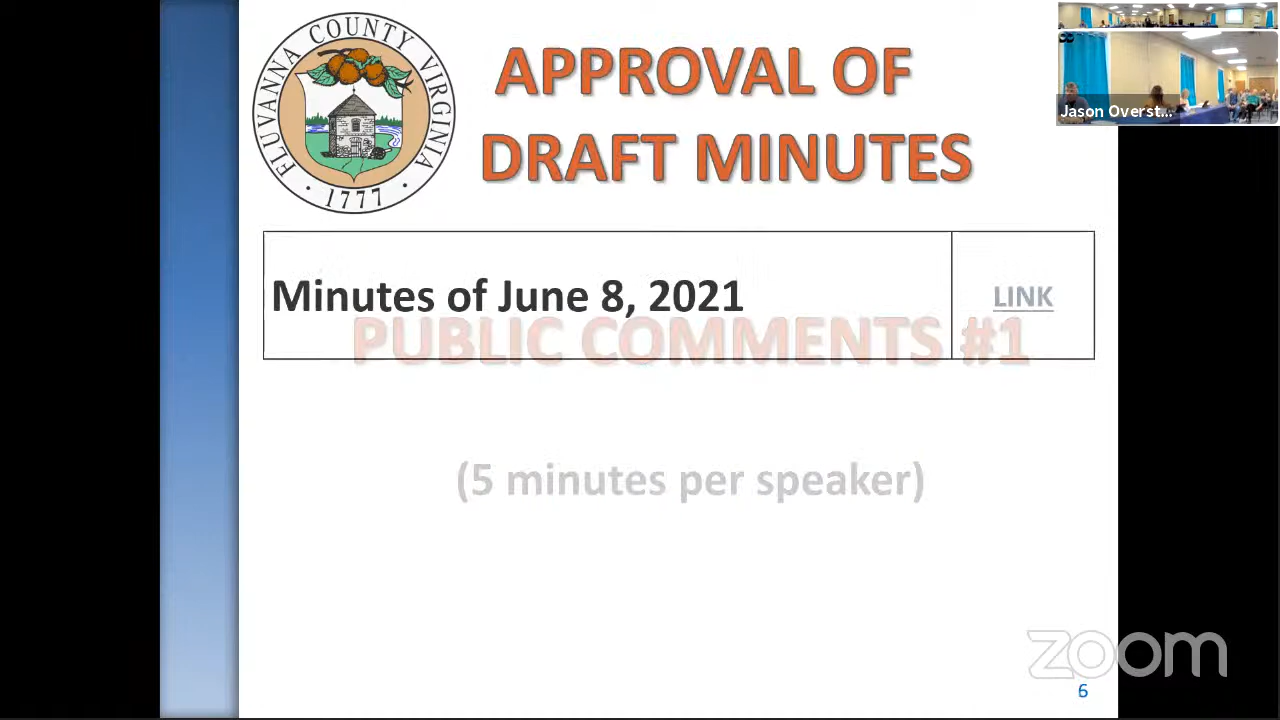 FLUVANNA COUNTY VIRGINIA
· 1777 ·
APPROVAL OF
DRAFT MINUTES
Jason Overst...
Minutes of June 8, 2021
LINK
PUBLIC COMMENTS #1
(5 minutes per speaker)
zoom
6